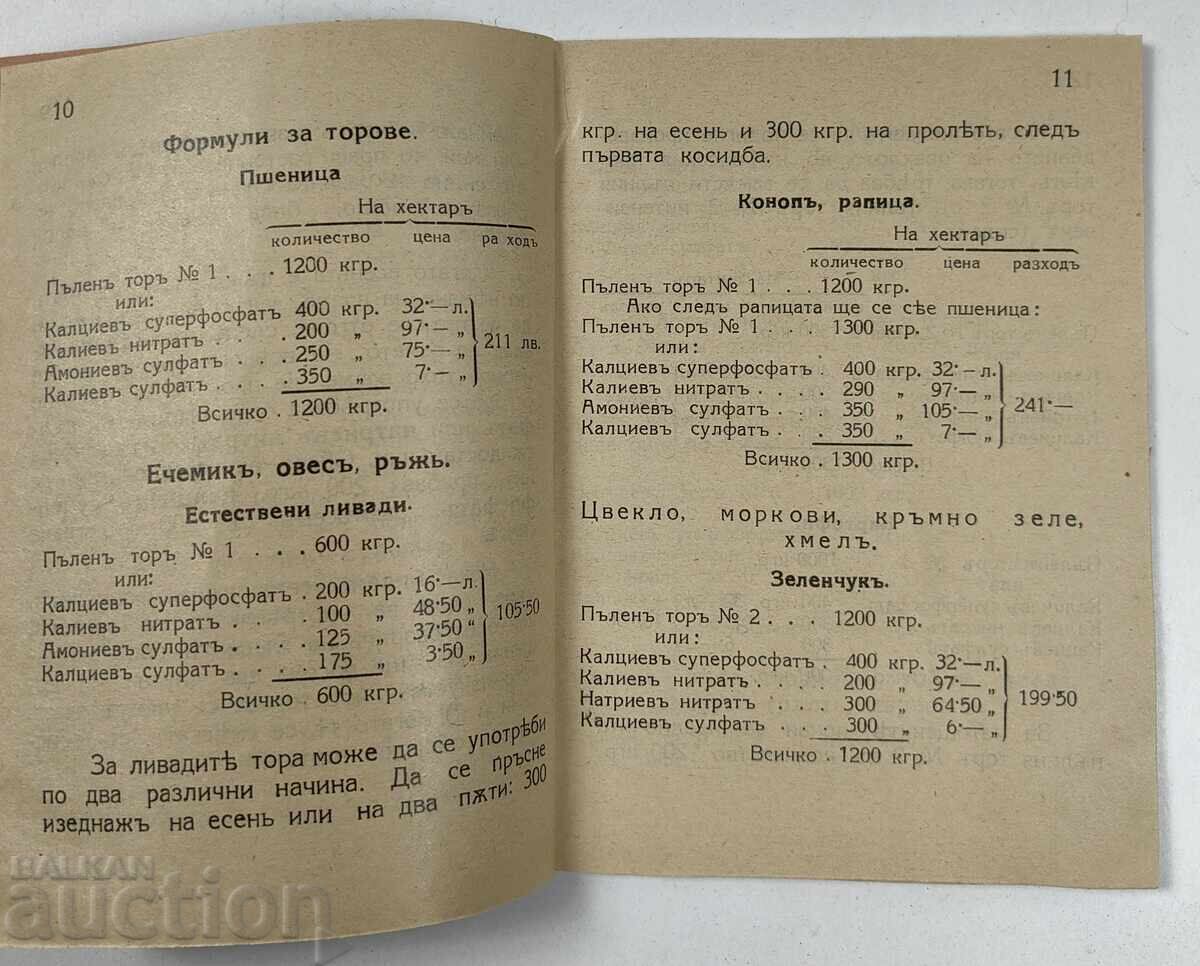 10
Формули за торове.
Пшеница
На хектаръ
количество цена ра ходъ
Пъленъ торъ № 1 . . . 1200 кгр.
или:
Калциевъ суперфосфатъ 400 кгр. 32·—л.
Калиевъ нитратъ . . . . 200 „ 97·— „
Амониев сулфатъ . . . 250 „ 75·— „
Калиевъ сулфатъ . . . . 350 „ 7·— „
211 лв.
Всичко . 1200 кгр.
Ечемикъ, овесъ, ръжь.
Естествени ливади.
Пъленъ торъ № 1 . . . 600 кгр.
или:
Калциевъ суперфосфатъ . 200 кгр. 16·—л.
Калиевъ нитратъ . . . . 100 „ 48·50 „
Амониевъ сулфатъ . . . . 125 „ 37·50 “
Калциевъ сулфатъ . . . . 175 „ 3·50 „
105·50
Всичко . 600 кгр.
За ливадитѣ тора може да се употрѣби
по два различни начина. Да се пръсне
изеднажъ на есень или на два пѫти: 300
11
кгр. на есень и 300 кгр. на пролѣть, следъ
първата косидба.
Конопъ, рапица.
На хектаръ
количество цена разходъ
Пъленъ торъ № 1 . . . 1200 кгр.
Ако следъ рапицата ще се сѣе пшеница:
Пъленъ торъ № 1 . . . 1300 кгр.
или:
Калциевъ суперфосфатъ . 400 кгр. 32·—л.
Калиевъ нитратъ . . . . 290 „ 97·— „
Амониевъ сулфатъ . . . 350 „ 105·— „
Калциевъ сулфатъ . . . 350 „ 7·— „
241·—
Всичко . 1300 кгр.
Цвекло, моркови, кръмно зеле,
хмелъ.
Зеленчукъ.
Пъленъ торъ № 2 . . . 1200 кгр.
или:
Калциевъ суперфосфатъ . 400 кгр. 32·—л.
Калиевъ нитратъ . . . . 200 „ 97·— „
Натриевъ нитратъ . . . 300 „ 64·50 „
Калциевъ сулфатъ . . . 300 „ 6·— „
199·50
Всичко . 1200 кгр.
BALKAN
auction